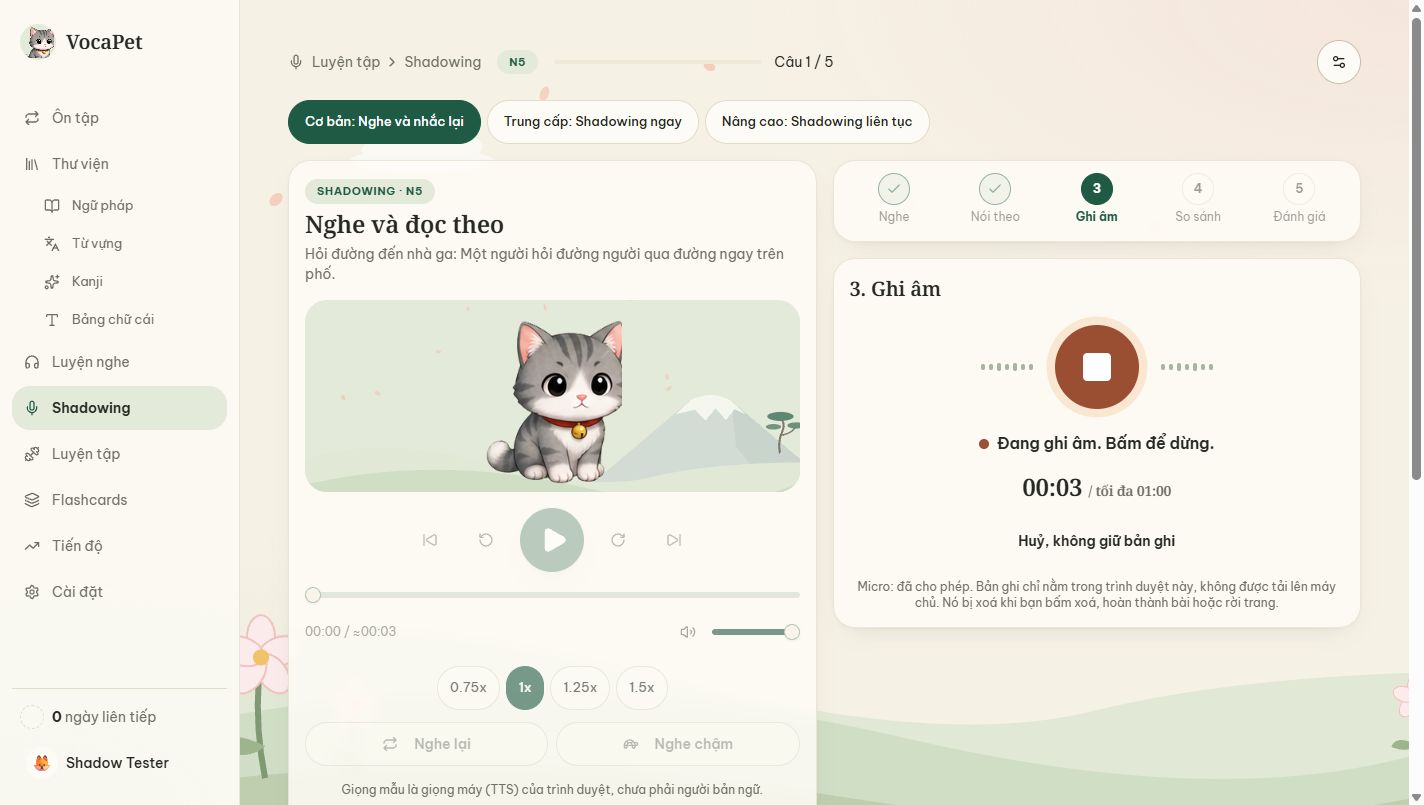 VocaPet
Ôn tập
Thư viện
Ngữ pháp
Từ vựng
Kanji
Bảng chữ cái
Luyện nghe
Shadowing
Luyện tập
Flashcards
Tiến độ
Cài đặt
0 ngày liên tiếp
Shadow Tester
Luyện tập > Shadowing N5 Câu 1 / 5
Cơ bản: Nghe và nhắc lại
Trung cấp: Shadowing ngay
Nâng cao: Shadowing liên tục
SHADOWING · N5
Nghe và đọc theo
Hỏi đường đến nhà ga: Một người hỏi đường người qua đường ngay trên
phố.
00:00 / ≈00:03
0.75x 1x 1.25x 1.5x
Nghe lại
Nghe chậm
Giọng mẫu là giọng máy (TTS) của trình duyệt, chưa phải người bản ngữ.
3 4 5
Nghe Nói theo Ghi âm So sánh Đánh giá
3. Ghi âm
Đang ghi âm. Bấm để dừng.
00:03 / tối đa 01:00
Huỷ, không giữ bản ghi
Micro: đã cho phép. Bản ghi chỉ nằm trong trình duyệt này, không được tải lên máy
chủ. Nó bị xoá khi bạn bấm xoá, hoàn thành bài hoặc rời trang.